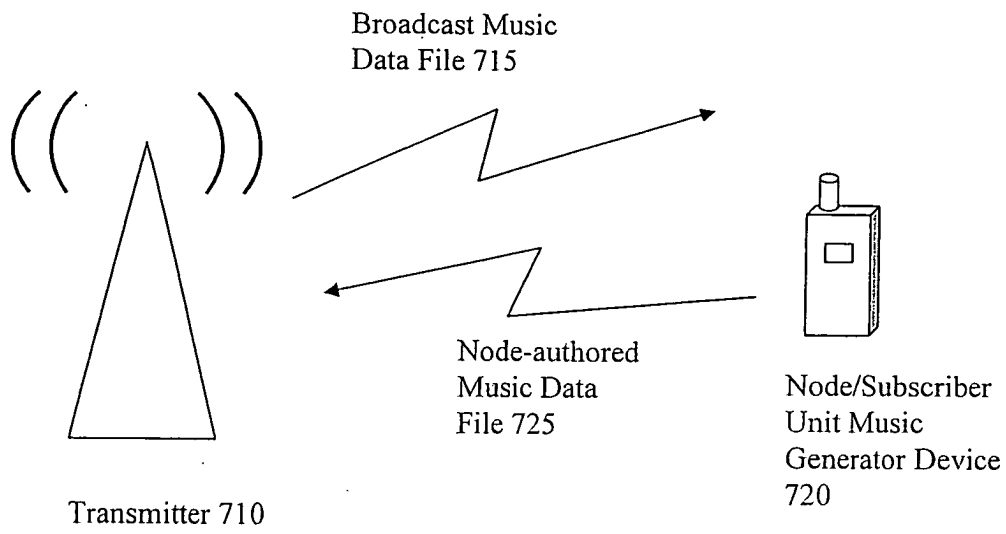 Broadcast Music
Data File 715
Node-authored
Music Data
File 725
Node/Subscriber
Unit Music
Generator Device
720
Transmitter 710